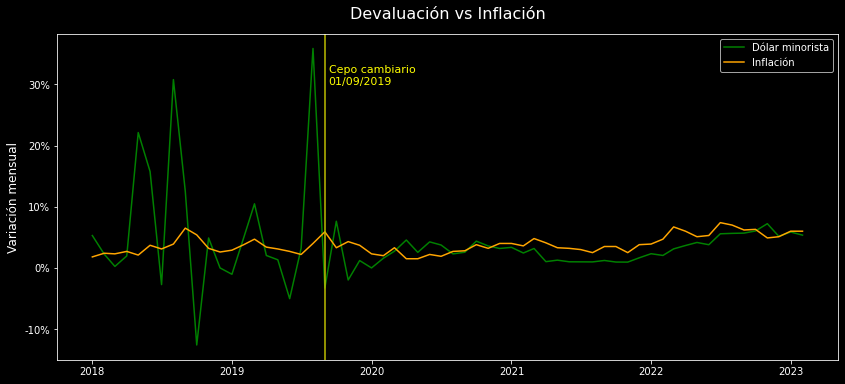 Devaluación vs Inflación
Dólar minorista
Inflación
Cepo cambiario
01/09/2019
Variación mensual
30%
20%
10%
0%
-10%
2018 2019 2020 2021 2022 2023